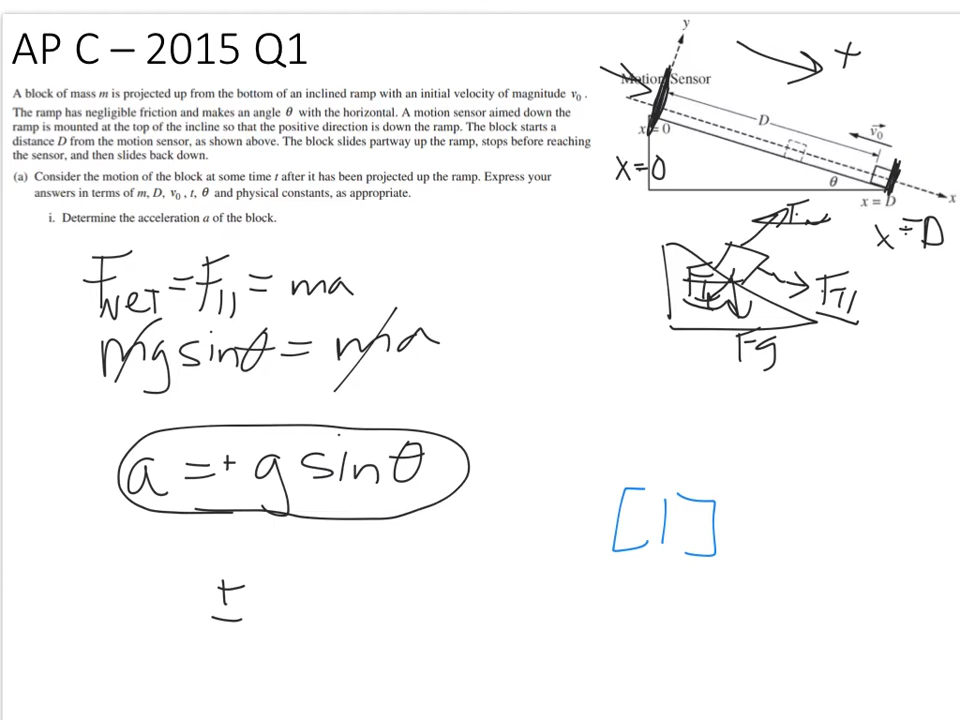 AP C – 2015 Q1
A block of mass m is projected up from the bottom of an inclined ramp with an initial velocity of magnitude v₀.
The ramp has negligible friction and makes an angle θ with the horizontal. A motion sensor aimed down the
ramp is mounted at the top of the incline so that the positive direction is down the ramp. The block starts a
distance D from the motion sensor, as shown above. The block slides partway up the ramp, stops before reaching
the sensor, and then slides back down.
(a) Consider the motion of the block at some time t after it has been projected up the ramp. Express your
answers in terms of m, D, v₀, t, θ and physical constants, as appropriate.
i. Determine the acceleration a of the block.
y
+
Motion Sensor
D
v₀
x = 0
x=0
θ
x = D
x
x=D
F||
Fg
FNET = F|| = ma
mg sinθ = ma
a = + g sinθ
[1]
±